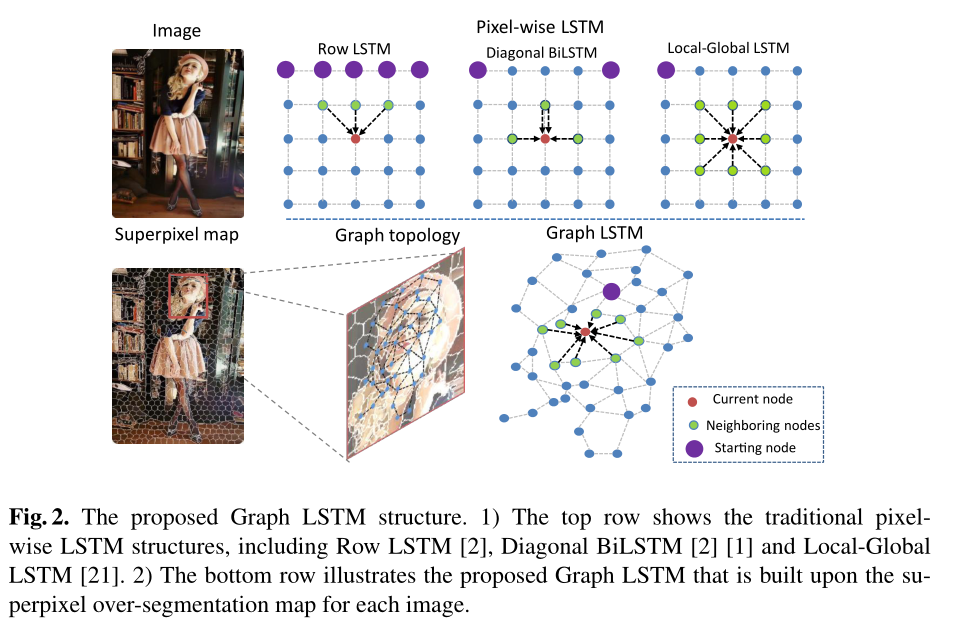 Image
Pixel-wise LSTM
Row LSTM
Diagonal BiLSTM
Local-Global LSTM
Superpixel map
Graph topology
Graph LSTM
Current node
Neighboring nodes
Starting node
Fig. 2. The proposed Graph LSTM structure. 1) The top row shows the traditional pixel-
wise LSTM structures, including Row LSTM [2], Diagonal BiLSTM [2] [1] and Local-Global
LSTM [21]. 2) The bottom row illustrates the proposed Graph LSTM that is built upon the su-
perpixel over-segmentation map for each image.